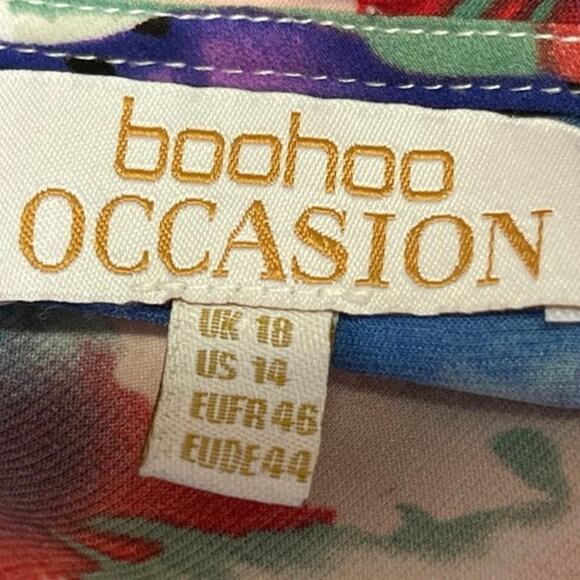 boohoo
OCCASION
UK 18
US 14
EUFR 46
EUDE 44